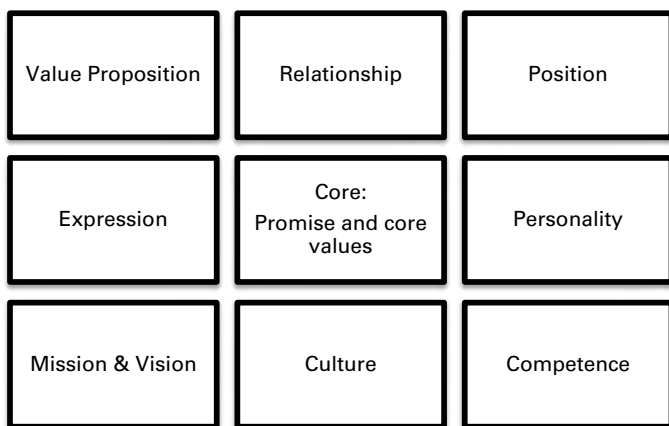 Value Proposition
Relationship
Position
Expression
Core:
Promise and core
values
Personality
Mission & Vision
Culture
Competence